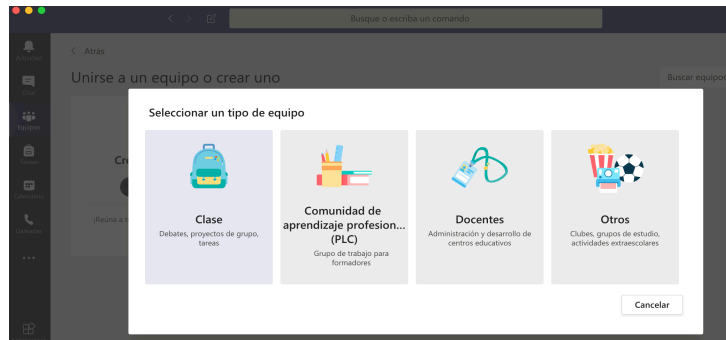 Busque o escriba un comando
Actividad
Atrás
Unirse a un equipo o crear uno
Buscar equipos
Chat
Equipos
Seleccionar un tipo de equipo
Tareas
Calendario
Llamadas
Cre
¡Reúna a t
Clase
Debates, proyectos de grupo,
tareas
Comunidad de
aprendizaje profesion...
(PLC)
Grupo de trabajo para
formadores
Docentes
Administración y desarrollo de
centros educativos
Otros
Clubes, grupos de estudio,
actividades extraescolares
Cancelar